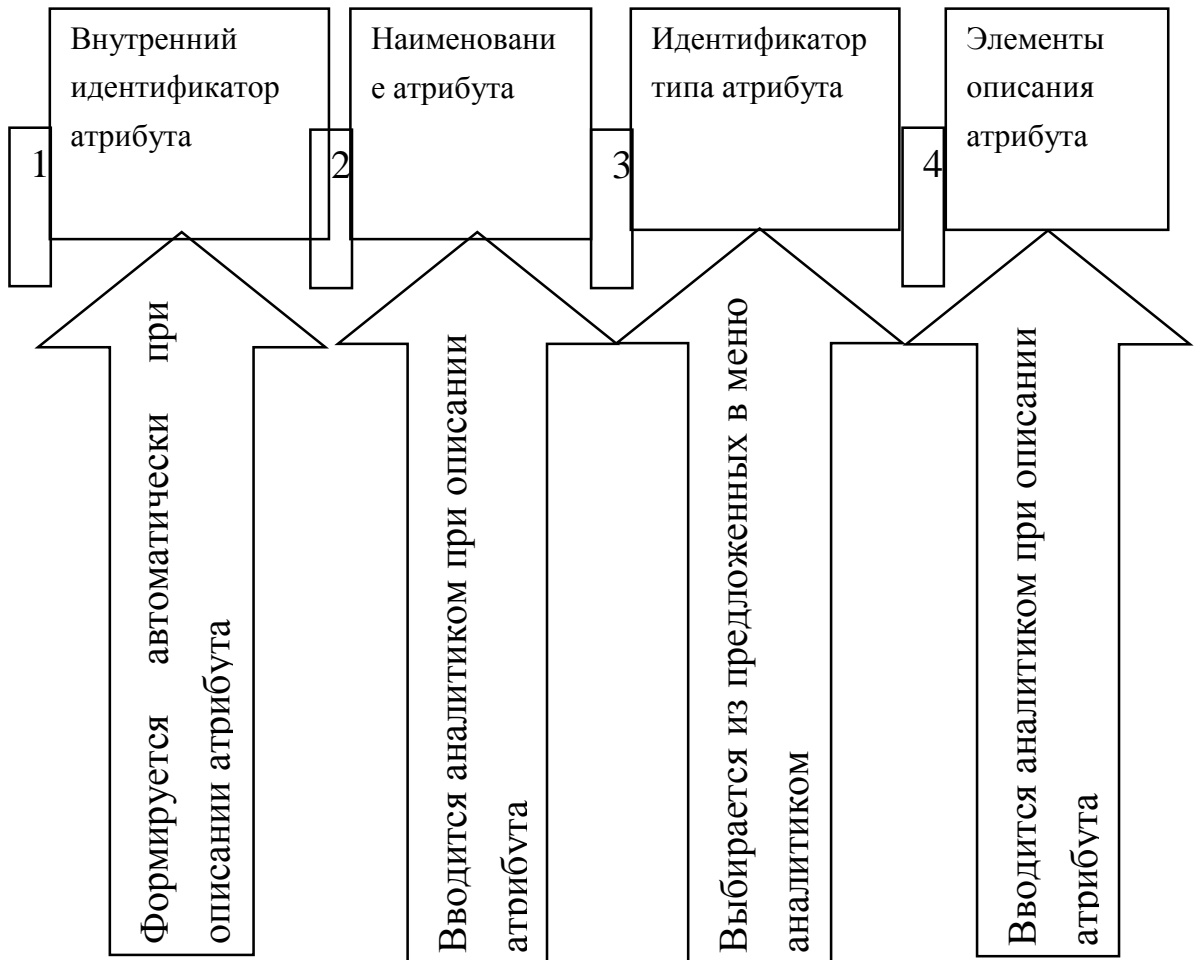 1
Внутренний
идентификатор
атрибута
2
Наименовани
е атрибута
3
Идентификатор
типа атрибута
4
Элементы
описания
атрибута
Формируется автоматически при
описании атрибута
Вводится аналитиком при описании
атрибута
Выбирается из предложенных в меню
аналитиком
Вводится аналитиком при описании
атрибута